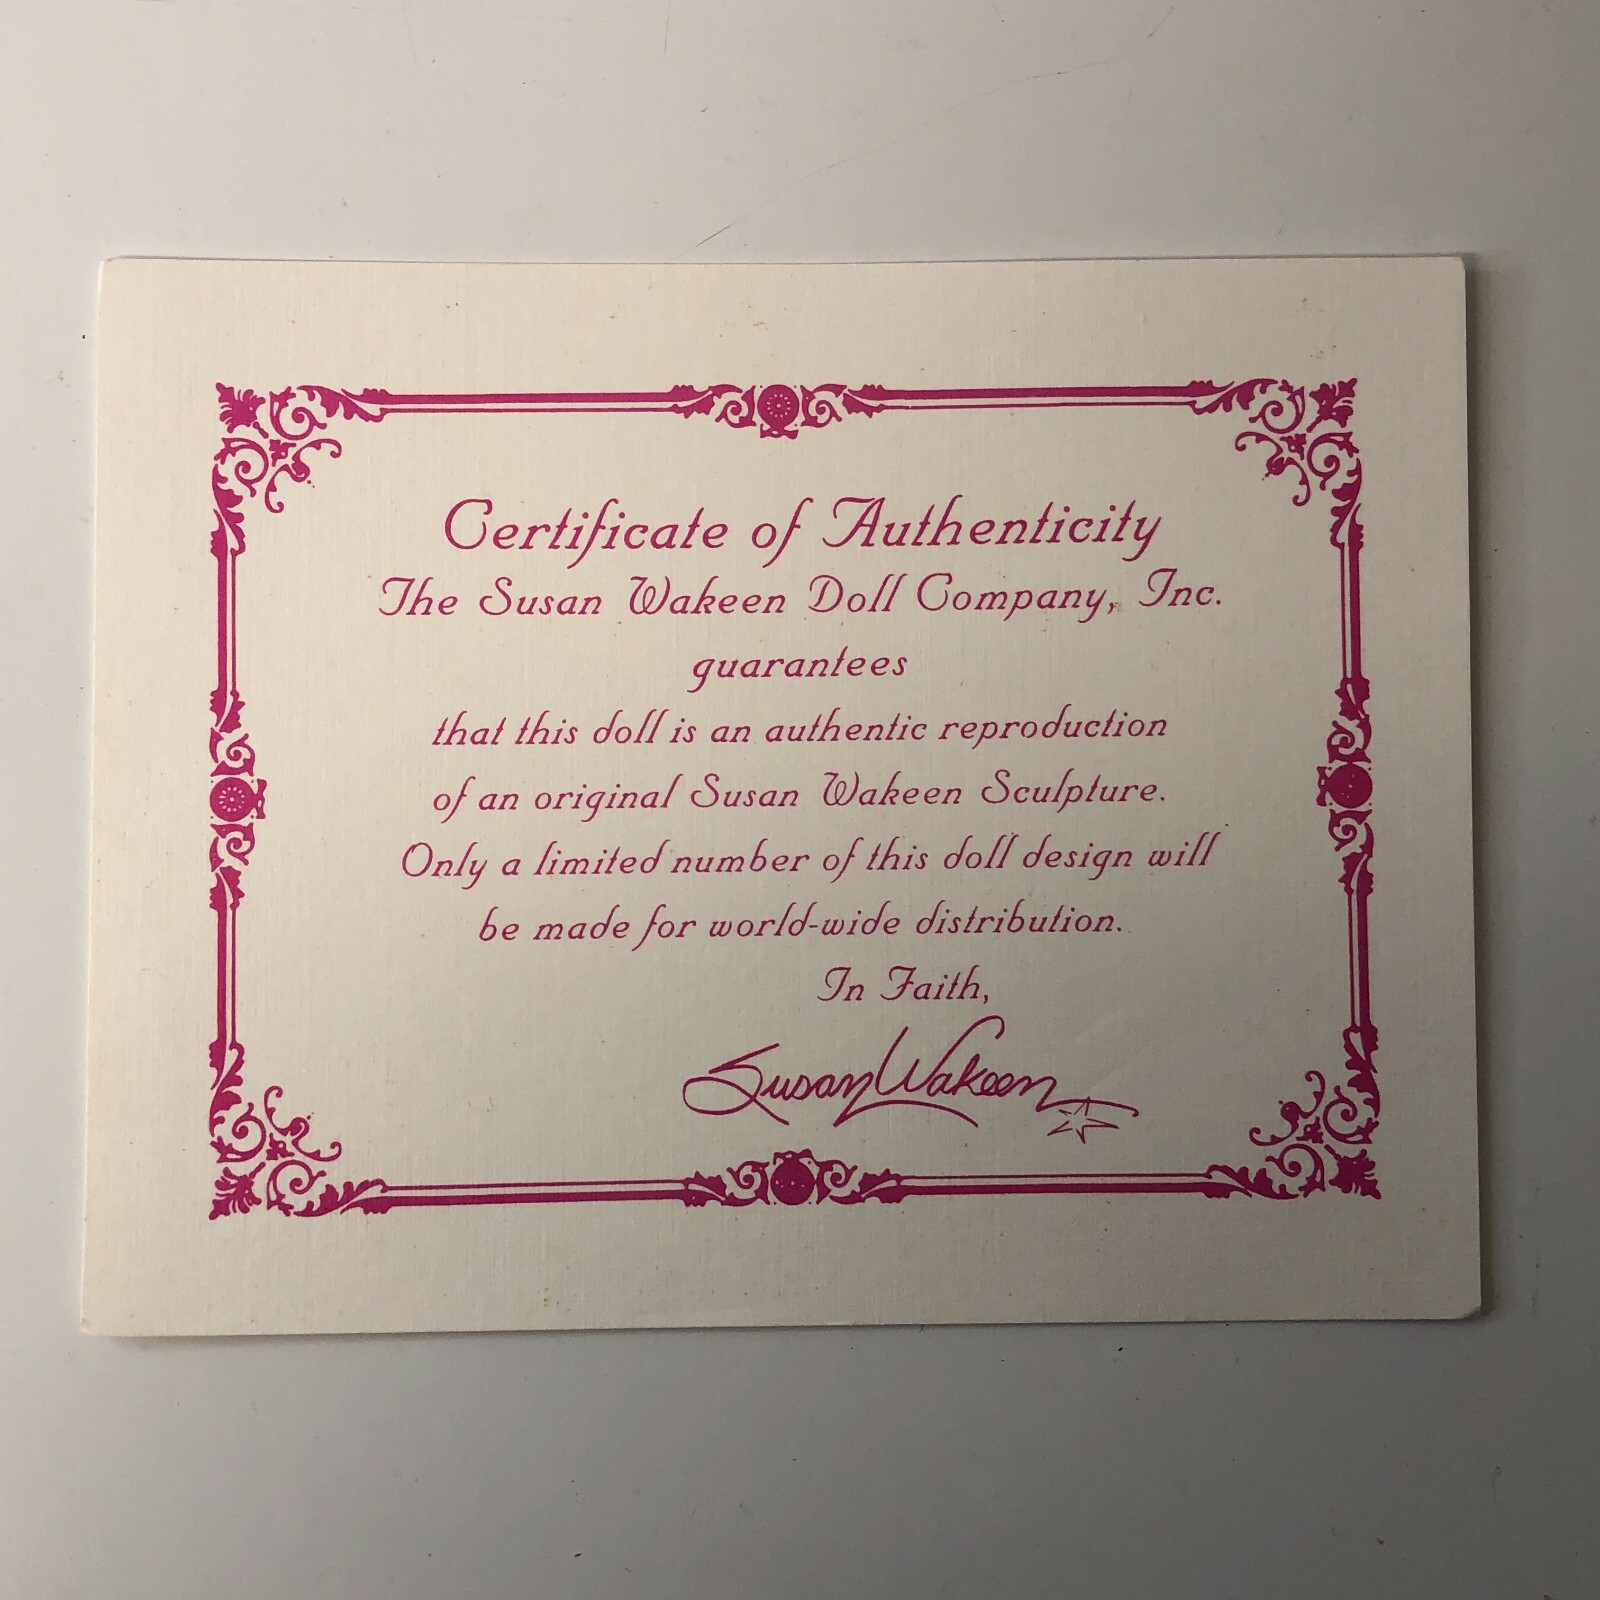 Certificate of Authenticity
The Susan Wakeen Doll Company, Inc.
guarantees
that this doll is an authentic reproduction
of an original Susan Wakeen Sculpture.
Only a limited number of this doll design will
be made for world-wide distribution.
In Faith,
Susan Wakeen